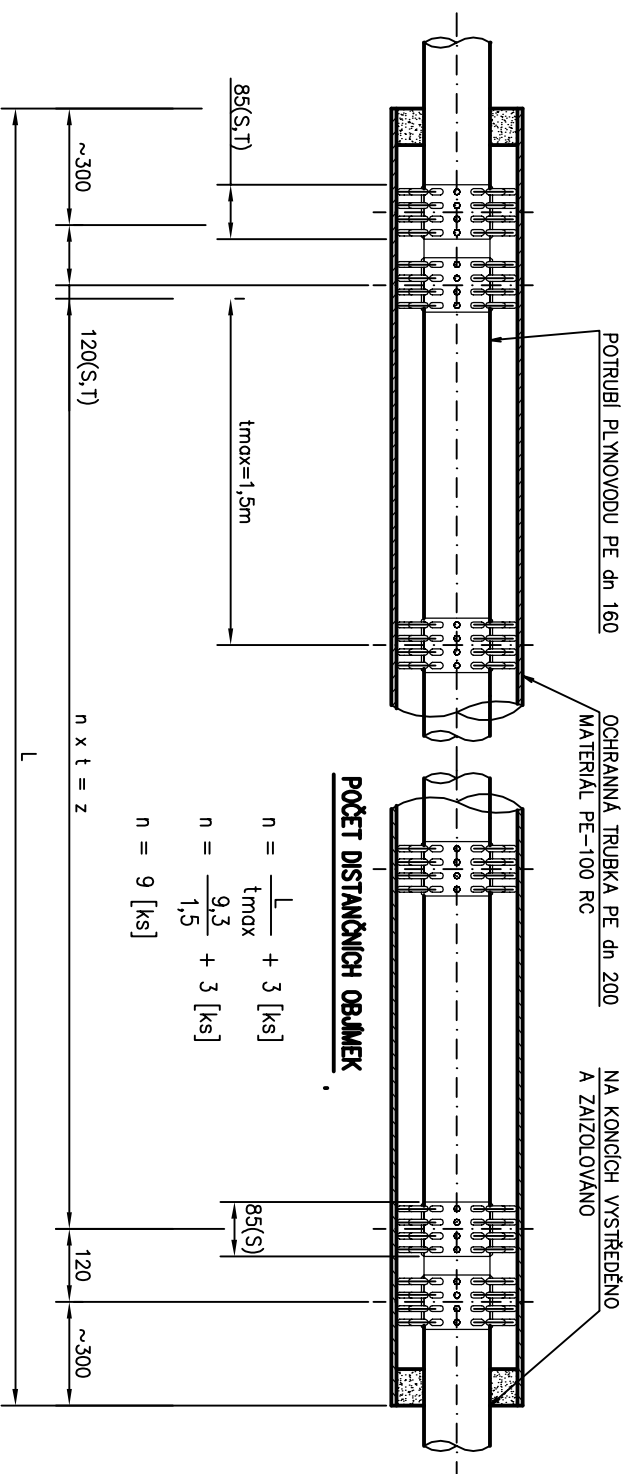 POTRUBÍ PLYNOVODU PE dn 160
OCHRANNÁ TRUBKA PE dn 200
MATERIÁL PE-100 RC
NA KONCÍCH VYSTŘEDĚNO
A ZAIZOLOVÁNO
85(S,T)
tmax=1,5m
85(S)
~300
120(S,T)
n x t = z
120
~300
L
POČET DISTANČNÍCH OBJÍMEK
n = L / tmax + 3 [ks]
n = 9,3 / 1,5 + 3 [ks]
n = 9 [ks]